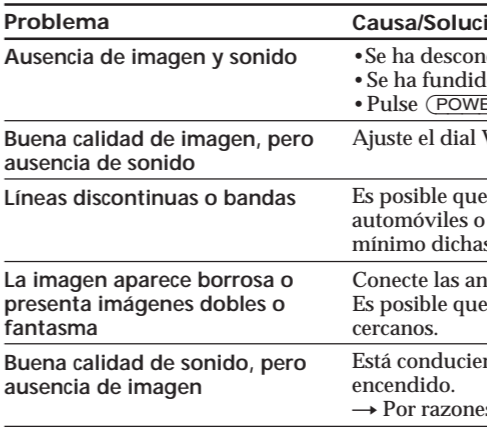 Problema Causa/Soluci
Ausencia de imagen y sonido •Se ha descon
• Se ha fundid
• Pulse POWE
Buena calidad de imagen, pero Ajuste el dial
ausencia de sonido
Líneas discontinuas o bandas Es posible que
automóviles o
mínimo dichas
La imagen aparece borrosa o Conecte las an
presenta imágenes dobles o Es posible que
fantasma cercanos.
Buena calidad de sonido, pero Está conducien
ausencia de imagen encendido.
→ Por razones